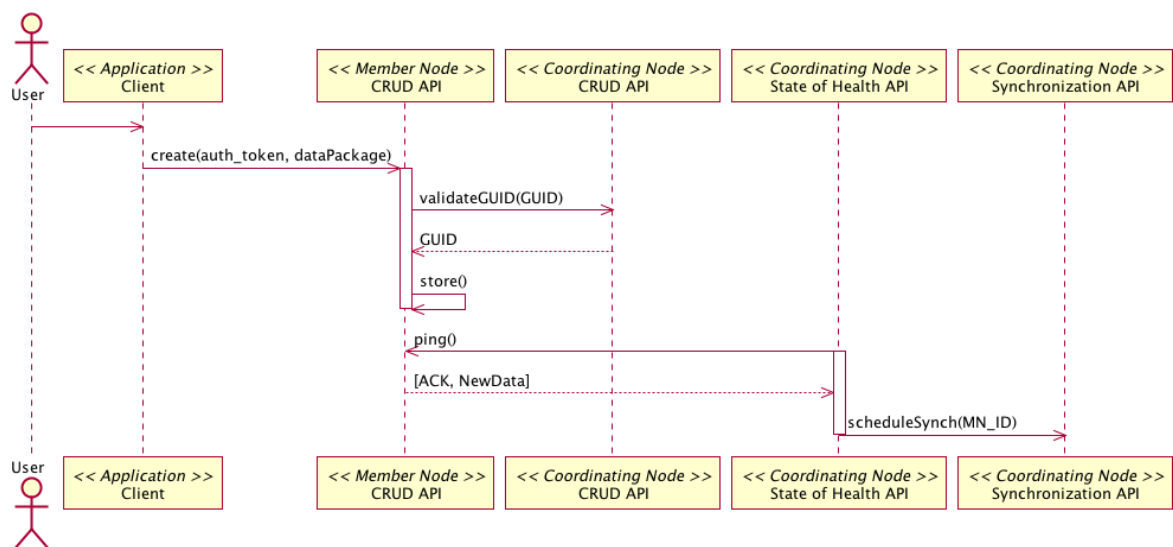 << Application >>
Client
<< Member Node >>
CRUD API
<< Coordinating Node >>
CRUD API
<< Coordinating Node >>
State of Health API
<< Coordinating Node >>
Synchronization API
User
create(auth_token, dataPackage)
validateGUID(GUID)
GUID
store()
ping()
[ACK, NewData]
scheduleSynch(MN_ID)
User
<< Application >>
Client
<< Member Node >>
CRUD API
<< Coordinating Node >>
CRUD API
<< Coordinating Node >>
State of Health API
<< Coordinating Node >>
Synchronization API